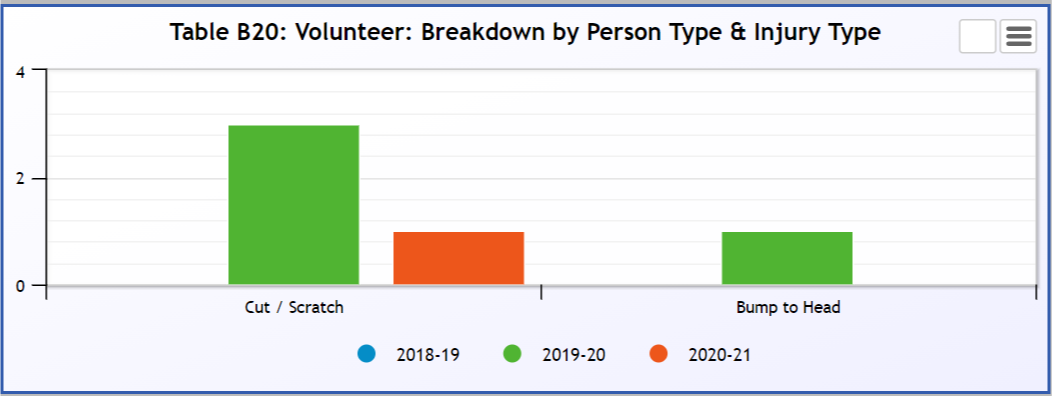 Table B20: Volunteer: Breakdown by Person Type & Injury Type
4
2
0
Cut / Scratch
Bump to Head
2018-19
2019-20
2020-21